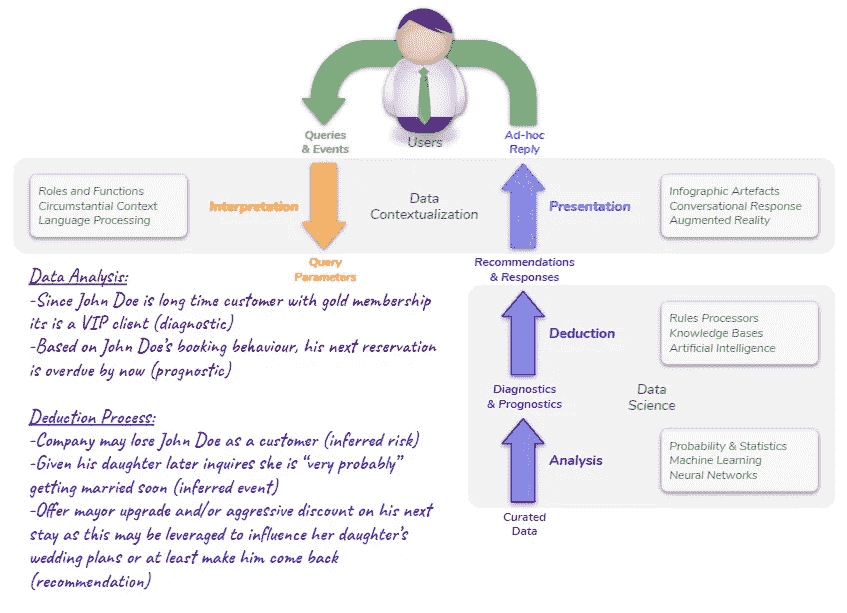 Queries
& Events
Users
Ad-hoc
Reply
Roles and Functions
Circumstantial Context
Language Processing
Interpretation
Data
Contextualization
Presentation
Infographic Artefacts
Conversational Response
Augmented Reality
Query
Parameters
Recommendations
& Responses
Data Analysis:
-Since John Doe is long time customer with gold membership
its is a VIP client (diagnostic)
-Based on John Doe's booking behaviour, his next reservation
is overdue by now (prognostic)
Deduction Process:
-Company may lose John Doe as a customer (inferred risk)
-Given his daughter later inquires she is "very probably"
getting married soon (inferred event)
-Offer mayor upgrade and/or aggressive discount on his next
stay as this may be leveraged to influence her daughter's
wedding plans or at least make him come back
(recommendation)
Deduction
Rules Processors
Knowledge Bases
Artificial Intelligence
Diagnostics
& Prognostics
Data
Science
Analysis
Probability & Statistics
Machine Learning
Neural Networks
Curated
Data